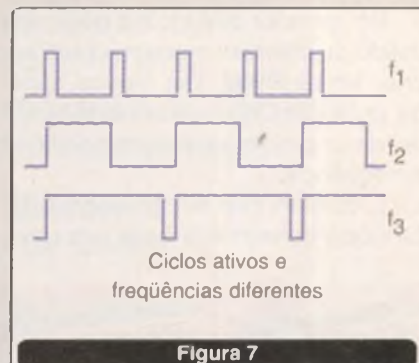 f1
f2
f3
Ciclos ativos e
freqüências diferentes
Figura 7